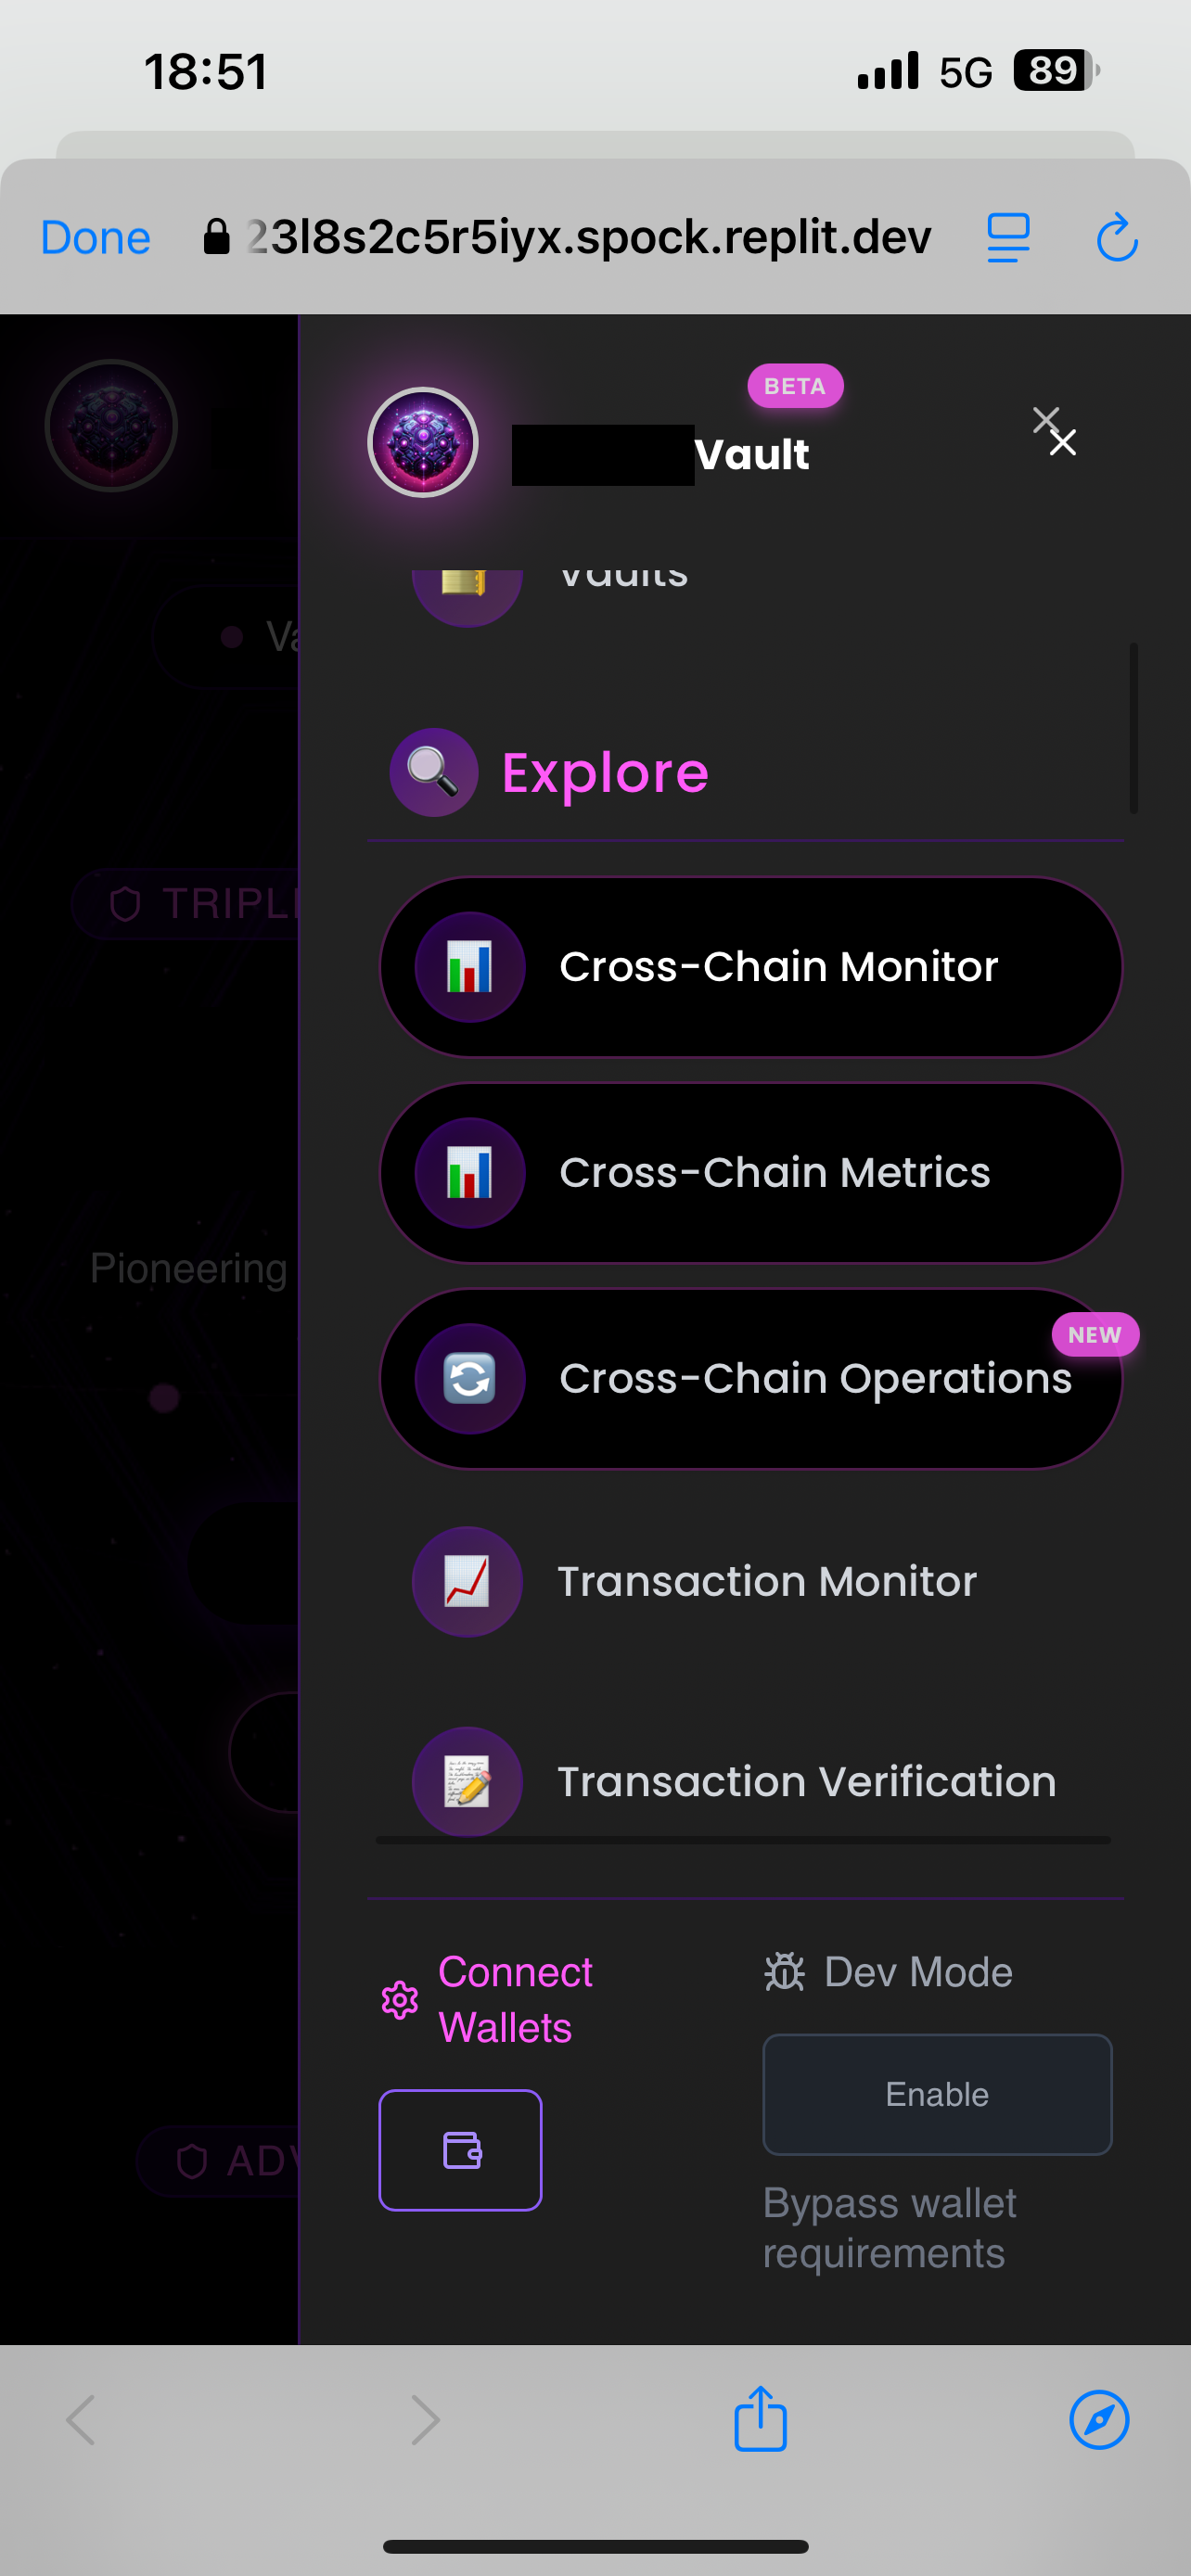 18:51
5G
89
Done
23l8s2c5r5iyx.spock.replit.dev
BETA
Vault
Vaults
Explore
TRIPL
Cross-Chain Monitor
Cross-Chain Metrics
Pioneering
NEW
Cross-Chain Operations
Transaction Monitor
Transaction Verification
Connect
Wallets
Dev Mode
Enable
ADV
Bypass wallet
requirements